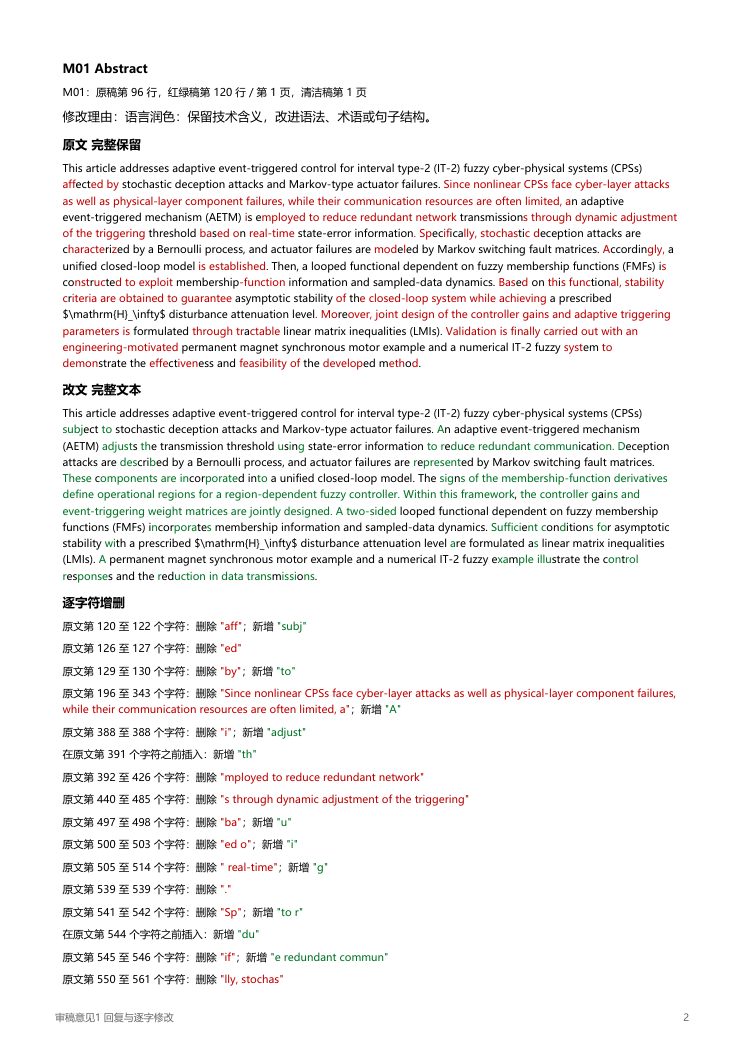 M01 Abstract
M01：原稿第 96 行，红绿稿第 120 行 / 第 1 页，清洁稿第 1 页
修改理由：语言润色：保留技术含义，改进语法、术语或句子结构。
原文 完整保留
This article addresses adaptive event-triggered control for interval type-2 (IT-2) fuzzy cyber-physical systems (CPSs)
affected by stochastic deception attacks and Markov-type actuator failures. Since nonlinear CPSs face cyber-layer attacks
as well as physical-layer component failures, while their communication resources are often limited, an adaptive
event-triggered mechanism (AETM) is employed to reduce redundant network transmissions through dynamic adjustment
of the triggering threshold based on real-time state-error information. Specifically, stochastic deception attacks are
characterized by a Bernoulli process, and actuator failures are modeled by Markov switching fault matrices. Accordingly, a
unified closed-loop model is established. Then, a looped functional dependent on fuzzy membership functions (FMFs) is
constructed to exploit membership-function information and sampled-data dynamics. Based on this functional, stability
criteria are obtained to guarantee asymptotic stability of the closed-loop system while achieving a prescribed
$\mathrm{H}_\infty$ disturbance attenuation level. Moreover, joint design of the controller gains and adaptive triggering
parameters is formulated through tractable linear matrix inequalities (LMIs). Validation is finally carried out with an
engineering-motivated permanent magnet synchronous motor example and a numerical IT-2 fuzzy system to
demonstrate the effectiveness and feasibility of the developed method.
改文 完整文本
This article addresses adaptive event-triggered control for interval type-2 (IT-2) fuzzy cyber-physical systems (CPSs)
subject to stochastic deception attacks and Markov-type actuator failures. An adaptive event-triggered mechanism
(AETM) adjusts the transmission threshold using state-error information to reduce redundant communication. Deception
attacks are described by a Bernoulli process, and actuator failures are represented by Markov switching fault matrices.
These components are incorporated into a unified closed-loop model. The signs of the membership-function derivatives
define operational regions for a region-dependent fuzzy controller. Within this framework, the controller gains and
event-triggering weight matrices are jointly designed. A two-sided looped functional dependent on fuzzy membership
functions (FMFs) incorporates membership information and sampled-data dynamics. Sufficient conditions for asymptotic
stability with a prescribed $\mathrm{H}_\infty$ disturbance attenuation level are formulated as linear matrix inequalities
(LMIs). A permanent magnet synchronous motor example and a numerical IT-2 fuzzy example illustrate the control
responses and the reduction in data transmissions.
逐字符增删
原文第 120 至 122 个字符：删除 "aff"；新增 "subj"
原文第 126 至 127 个字符：删除 "ed"
原文第 129 至 130 个字符：删除 "by"；新增 "to"
原文第 196 至 343 个字符：删除 "Since nonlinear CPSs face cyber-layer attacks as well as physical-layer component failures,
while their communication resources are often limited, a"；新增 "A"
原文第 388 至 388 个字符：删除 "i"；新增 "adjust"
在原文第 391 个字符之前插入：新增 "th"
原文第 392 至 426 个字符：删除 "mployed to reduce redundant network"
原文第 440 至 485 个字符：删除 "s through dynamic adjustment of the triggering"
原文第 497 至 498 个字符：删除 "ba"；新增 "u"
原文第 500 至 503 个字符：删除 "ed o"；新增 "i"
原文第 505 至 514 个字符：删除 " real-time"；新增 "g"
原文第 539 至 539 个字符：删除 "."
原文第 541 至 542 个字符：删除 "Sp"；新增 "to r"
在原文第 544 个字符之前插入：新增 "du"
原文第 545 至 546 个字符：删除 "if"；新增 "e redundant commun"
原文第 550 至 561 个字符：删除 "lly, stochas"
审稿意见1 回复与逐字修改
2